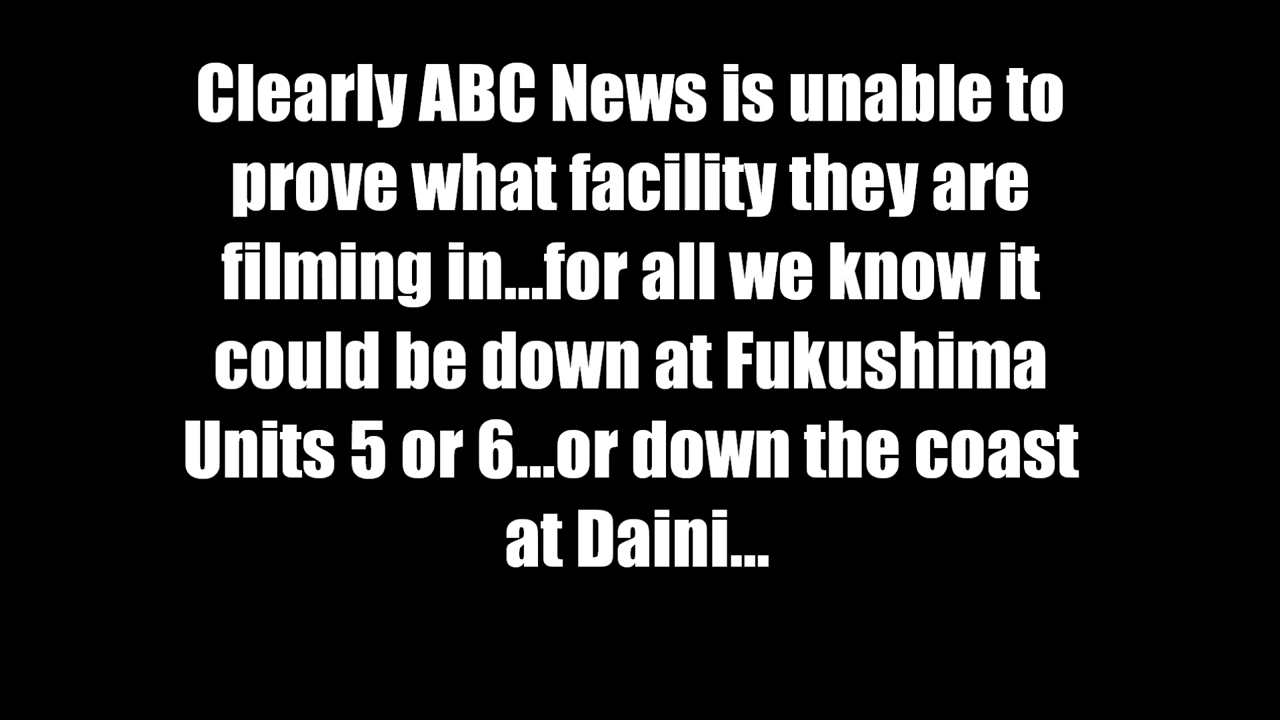 Clearly ABC News is unable to
prove what facility they are
filming in...for all we know it
could be down at Fukushima
Units 5 or 6...or down the coast
at Daini...